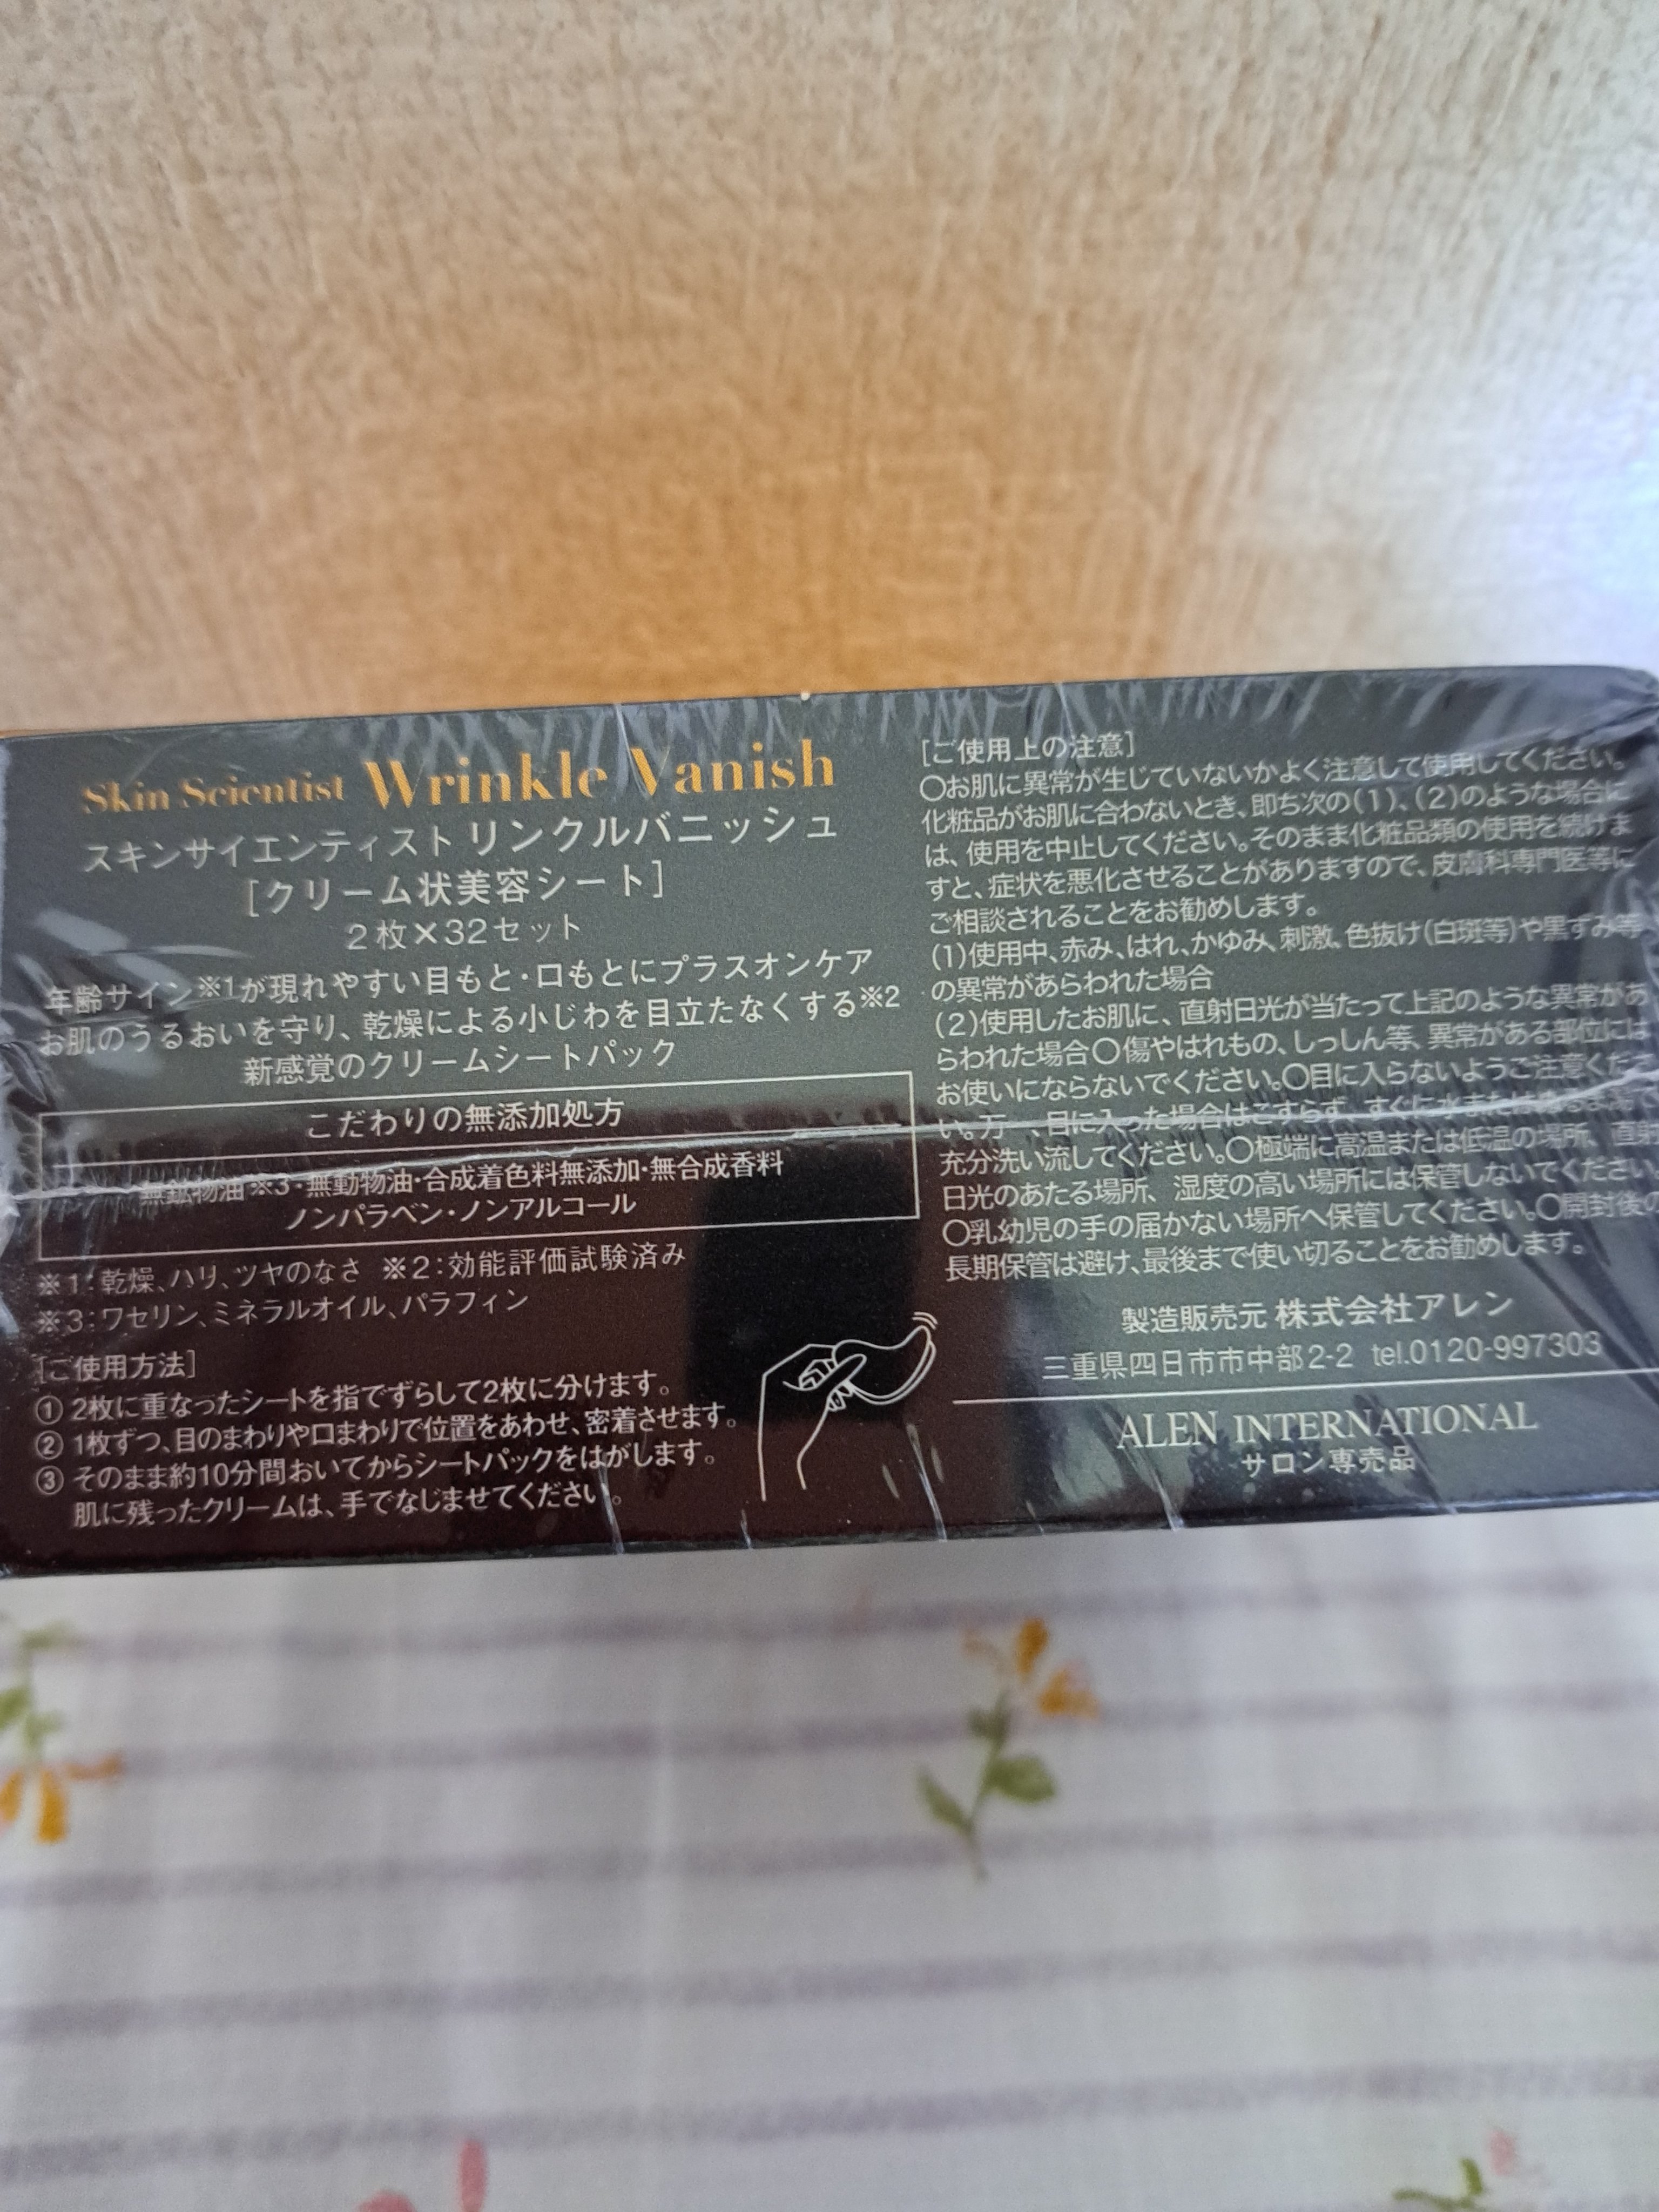 Skin Scientist Wrinkle Vanish
スキンサイエンティスト リンクルバニッシュ
[クリーム状美容シート]
2枚×32セット
年齢サイン※1が現れやすい目もと・口もとにプラスオンケア
お肌のうるおいを守り、乾燥による小じわを目立たなくする※2
新感覚のクリームシートパック
こだわりの無添加処方
無鉱物油※3・無動物油・合成着色料無添加・無合成香料
ノンパラベン・ノンアルコール
※1:乾燥、ハリ、ツヤのなさ ※2:効能評価試験済み
※3:ワセリン、ミネラルオイル、パラフィン
[ご使用方法]
① 2枚に重なったシートを指でずらして2枚に分けます。
② 1枚ずつ、目のまわりや口まわりで位置をあわせ、密着させます。
③ そのまま約10分間おいてからシートパックをはがします。
肌に残ったクリームは、手でなじませてください。
[ご使用上の注意]
〇お肌に異常が生じていないかよく注意して使用してください。
化粧品がお肌に合わないとき、即ち次の(1)、(2)のような場合に
は、使用を中止してください。そのまま化粧品類の使用を続けま
すと、症状を悪化させることがありますので、皮膚科専門医等に
ご相談されることをお勧めします。
(1)使用中、赤み、はれ、かゆみ、刺激、色抜け(白斑等)や黒ずみ等
の異常があらわれた場合
(2)使用したお肌に、直射日光が当たって上記のような異常があ
らわれた場合〇傷やはれもの、しっしん等、異常がある部位には
お使いにならないでください。〇目に入らないようご注意くださ
い。万一、目に入った場合はこすらず、すぐに水または
充分洗い流してください。〇極端に高温または低温の場所、直射
日光のあたる場所、湿度の高い場所には保管しないでください。
〇乳幼児の手の届かない場所へ保管してください。〇開封後の
長期保管は避け、最後まで使い切ることをお勧めします。
製造販売元 株式会社アレン
三重県四日市市中部2-2 tel.0120-997303
ALEN INTERNATIONAL
サロン専売品